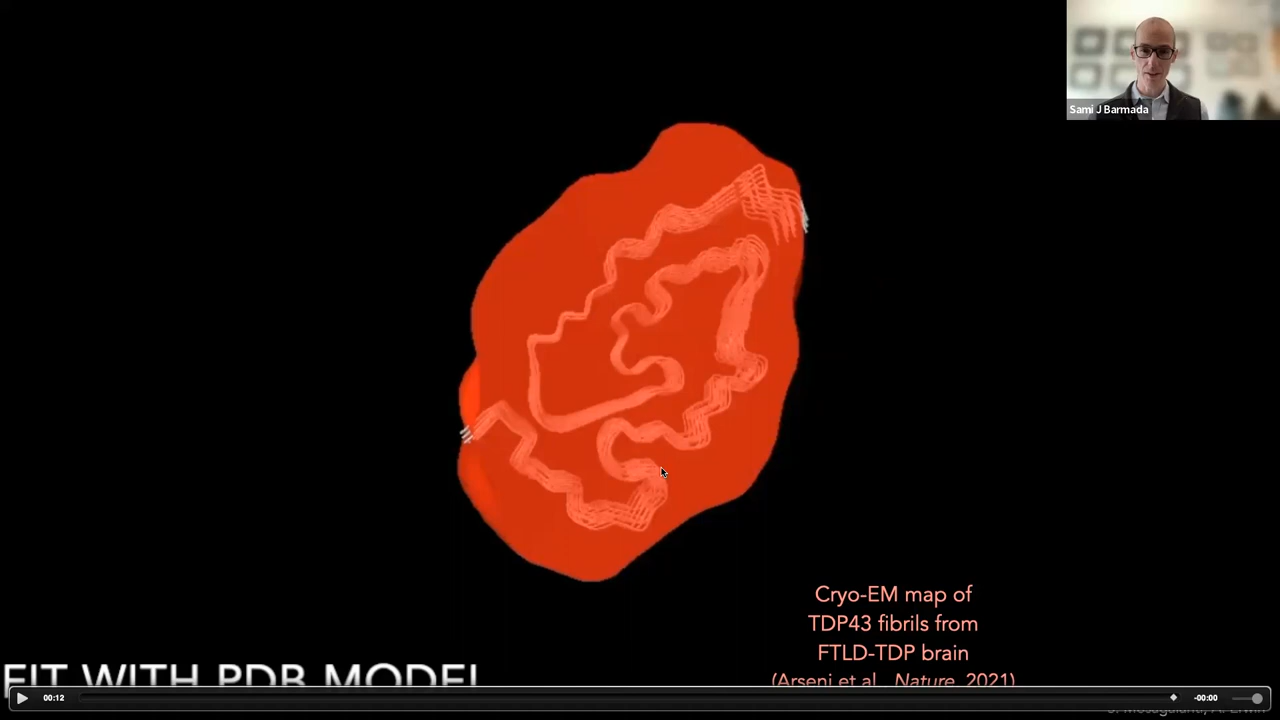 Sami J Barmada
Cryo-EM map of
TDP43 fibrils from
FTLD-TDP brain
(Arseni et al., Nature, 2021)
FIT WITH PDB MODEL
00:12
-00:00